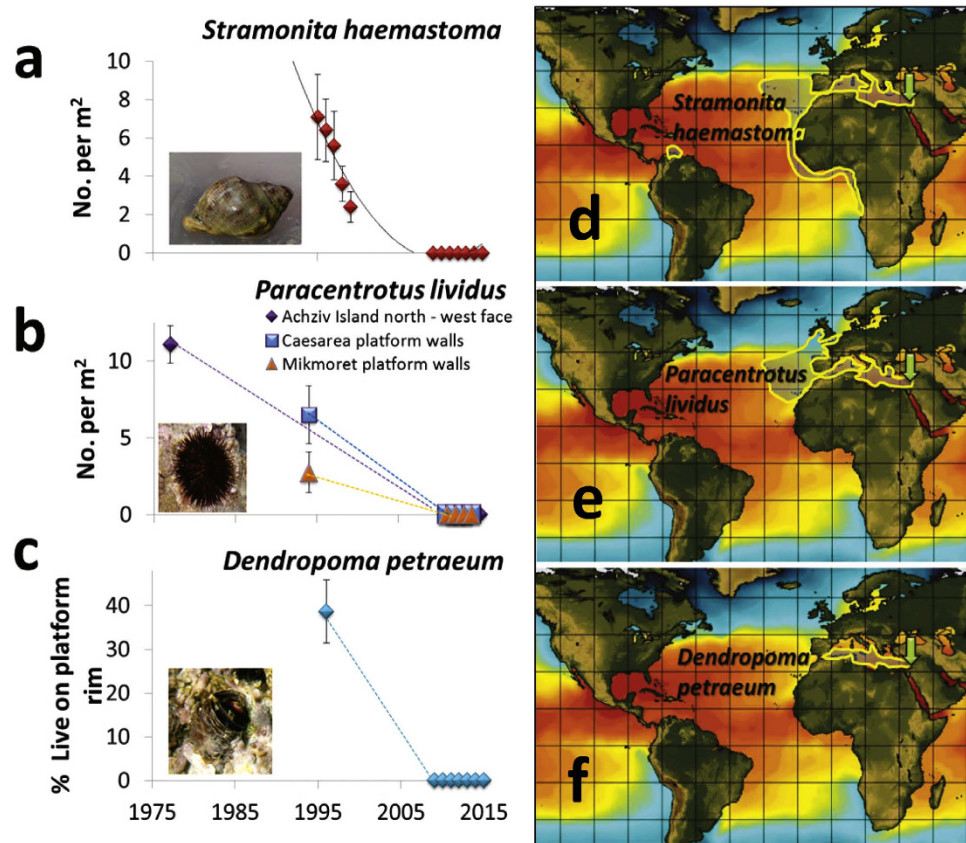 a
Stramonita haemastoma
No. per m²
10
8
6
4
2
0
b
Paracentrotus lividus
Achziv Island north - west face
Caesarea platform walls
Mikmoret platform walls
No. per m²
10
5
0
c
Dendropoma petraeum
% Live on platform
rim
40
30
20
10
0
1975
1985
1995
2005
2015
Stramonita
haemastoma
d
Paracentrotus
lividus
e
Dendropoma
petraeum
f